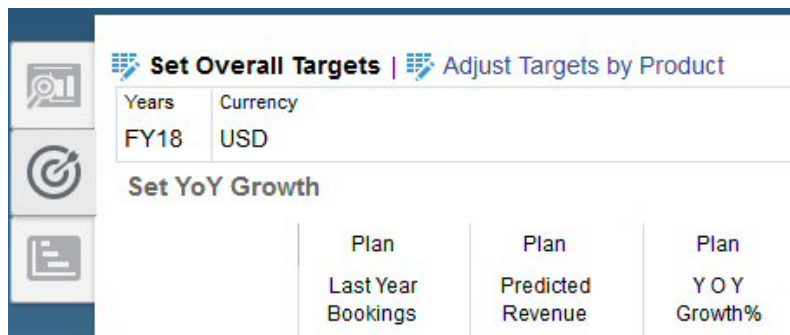 Set Overall Targets | Adjust Targets by Product
Years Currency
FY18 USD
Set YoY Growth
Plan Plan Plan
Last Year Predicted Y O Y
Bookings Revenue Growth%